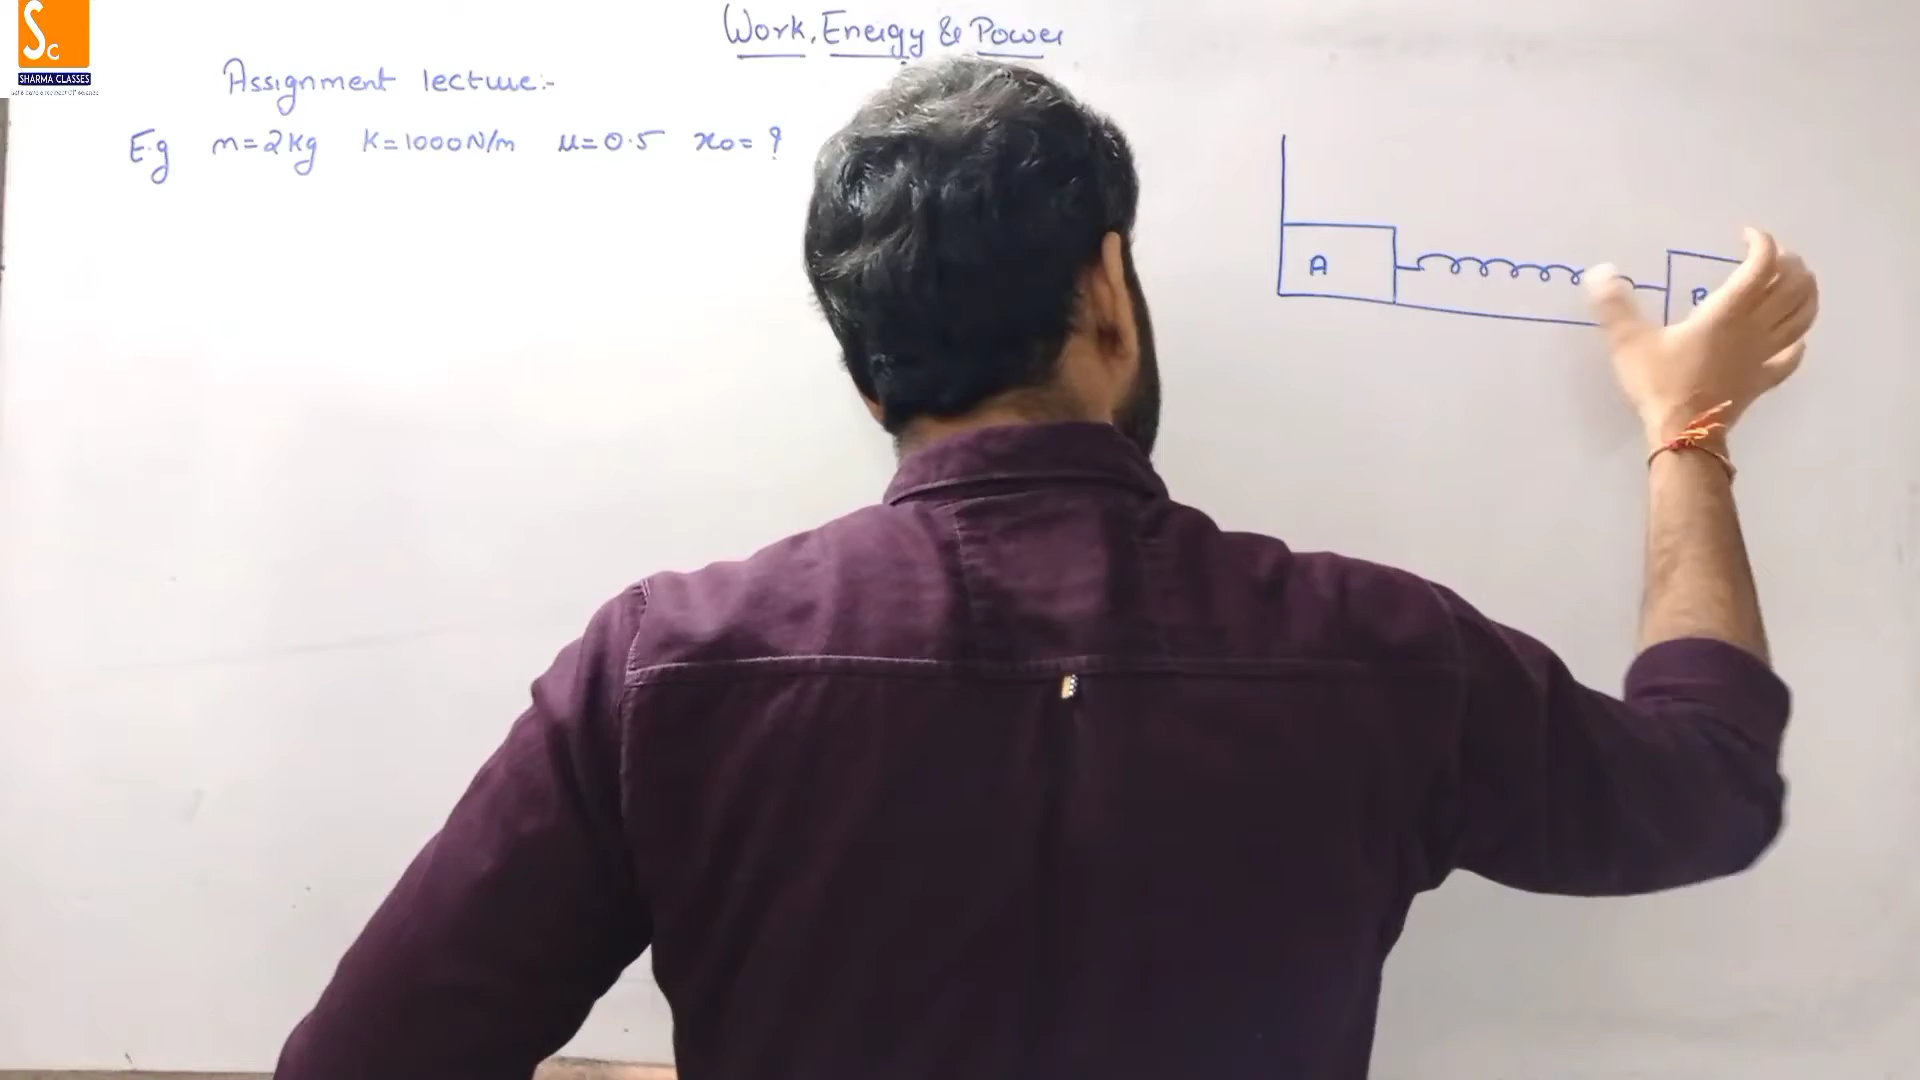 Sc
SHARMA CLASSES
Work, Energy & Power
Assignment lecture:-
E.g m=2kg K=1000N/m μ=0.5 x₀=?
A
B